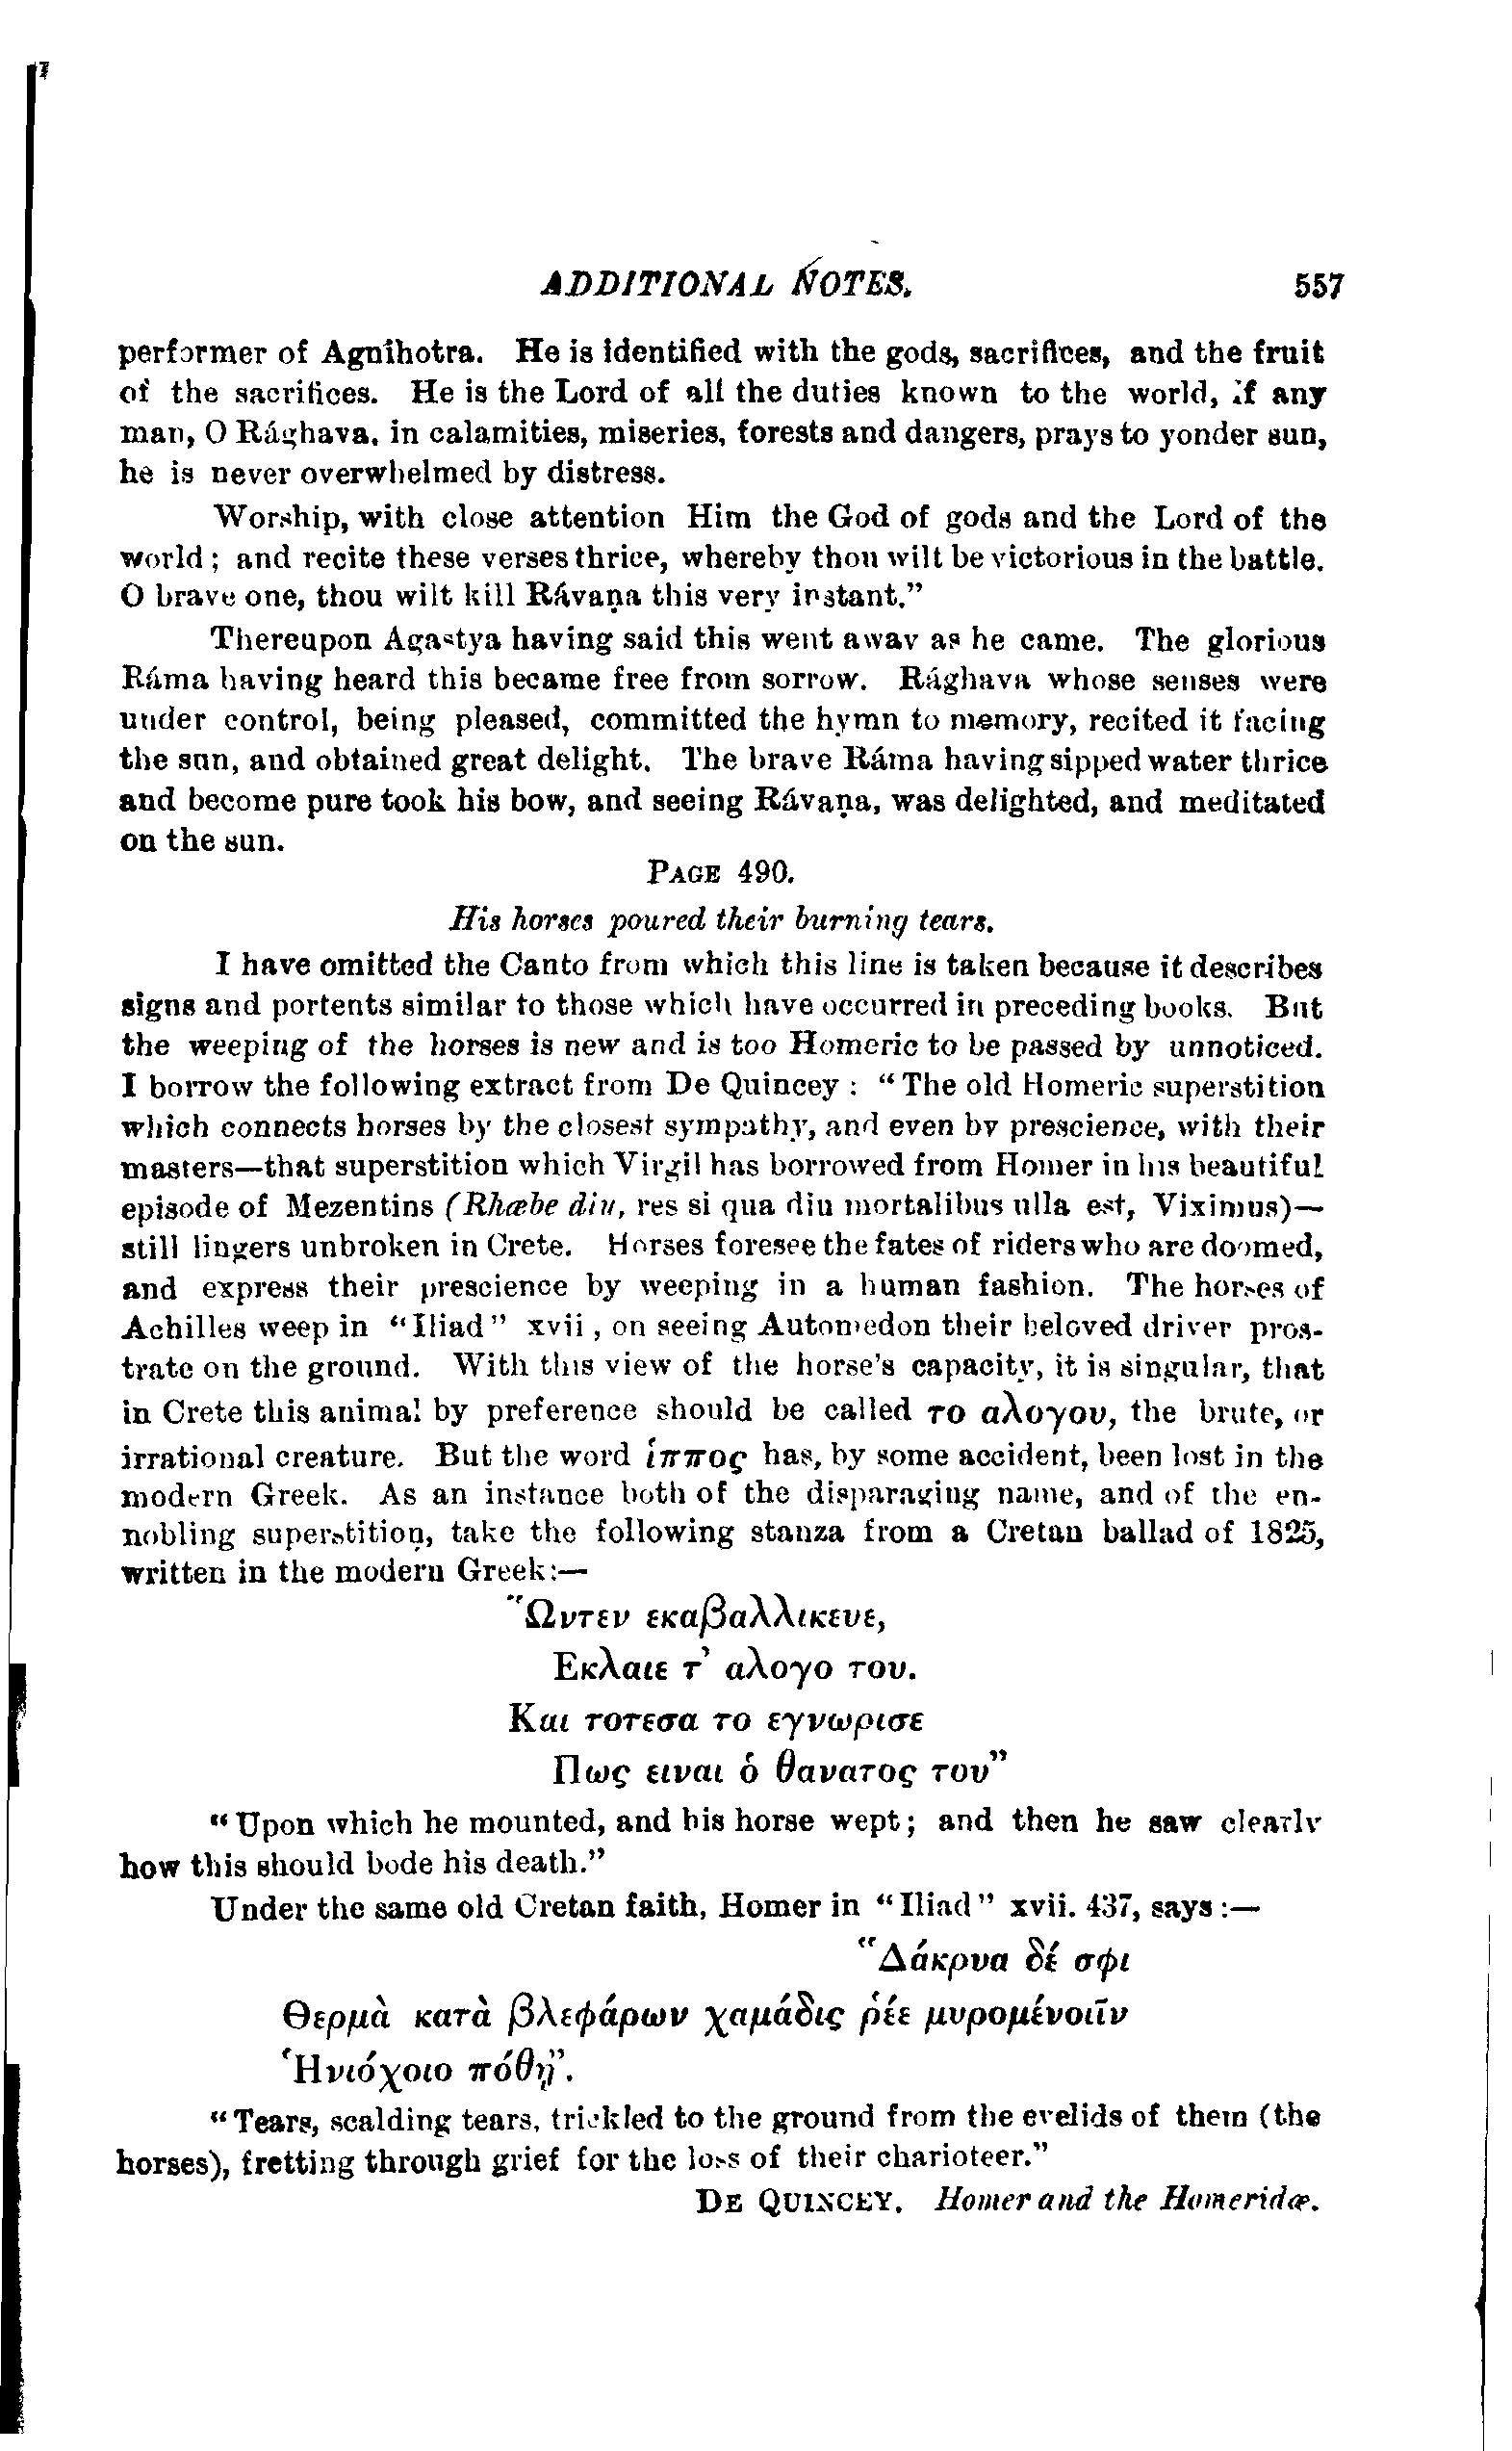 ADDITIONAL NOTES. 557
performer of Agnihotra. He is identified with the gods, sacrifices, and the fruit
of the sacrifices. He is the Lord of all the duties known to the world, if any
man, O Rághava, in calamities, miseries, forests and dangers, prays to yonder sun,
he is never overwhelmed by distress.
Worship, with close attention Him the God of gods and the Lord of the
world; and recite these verses thrice, whereby thou wilt be victorious in the battle.
O brave one, thou wilt kill Rávaṇa this very instant."
Thereupon Agastya having said this went away as he came. The glorious
Ráma having heard this became free from sorrow. Rághava whose senses were
under control, being pleased, committed the hymn to memory, recited it facing
the sun, and obtained great delight. The brave Ráma having sipped water thrice
and become pure took his bow, and seeing Rávaṇa, was delighted, and meditated
on the sun.
PAGE 490.
His horses poured their burning tears.
I have omitted the Canto from which this line is taken because it describes
signs and portents similar to those which have occurred in preceding books. But
the weeping of the horses is new and is too Homeric to be passed by unnoticed.
I borrow the following extract from De Quincey : "The old Homeric superstition
which connects horses by the closest sympathy, and even by prescience, with their
masters—that superstition which Virgil has borrowed from Homer in his beautiful
episode of Mezentins (Rhœbe diu, res si qua diu mortalibus ulla est, Viximus)—
still lingers unbroken in Crete. Horses foresee the fates of riders who are doomed,
and express their prescience by weeping in a human fashion. The horses of
Achilles weep in "Iliad" xvii, on seeing Automedon their beloved driver pros-
trate on the ground. With this view of the horse's capacity, it is singular, that
in Crete this animal by preference should be called το αλογου, the brute, or
irrational creature. But the word ἱππος has, by some accident, been lost in the
modern Greek. As an instance both of the disparaging name, and of the en-
nobling superstition, take the following stanza from a Cretan ballad of 1825,
written in the modern Greek:—
"Ωντεν εκαβαλλικευε,
Εκλαιε τ' αλογο του.
Και τοτεσα το εγνωρισε
Πως ειναι ὁ θανατος του"
"Upon which he mounted, and his horse wept; and then he saw clearly
how this should bode his death."
Under the same old Cretan faith, Homer in "Iliad" xvii. 437, says :—
"Δάκρυα δέ σφι
Θερμὰ κατὰ βλεφάρων χαμάδις ῥέε μυρομένοιῖν
Ἡνιόχοιο πόθῃ".
"Tears, scalding tears, trickled to the ground from the eyelids of them (the
horses), fretting through grief for the loss of their charioteer."
DE QUINCEY. Homer and the Homeridæ.